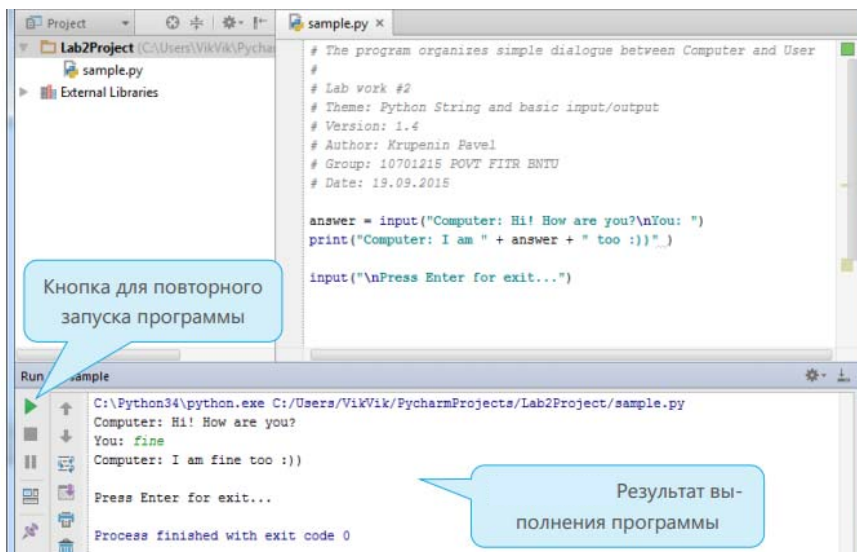 Project
sample.py ×
Lab2Project (C:\Users\VikVik\Pychar
sample.py
External Libraries
# The program organizes simple dialogue between Computer and User
#
# Lab work #2
# Theme: Python String and basic input/output
# Version: 1.4
# Author: Krupenin Pavel
# Group: 10701215 POVT FITR BNTU
# Date: 19.09.2015
answer = input("Computer: Hi! How are you?\nYou: ")
print("Computer: I am " + answer + " too :))" )
input("\nPress Enter for exit...")
Кнопка для повторного
запуска программы
Run sample
C:\Python34\python.exe C:/Users/VikVik/PycharmProjects/Lab2Project/sample.py
Computer: Hi! How are you?
You: fine
Computer: I am fine too :))
Press Enter for exit...
Process finished with exit code 0
Результат вы-
полнения программы